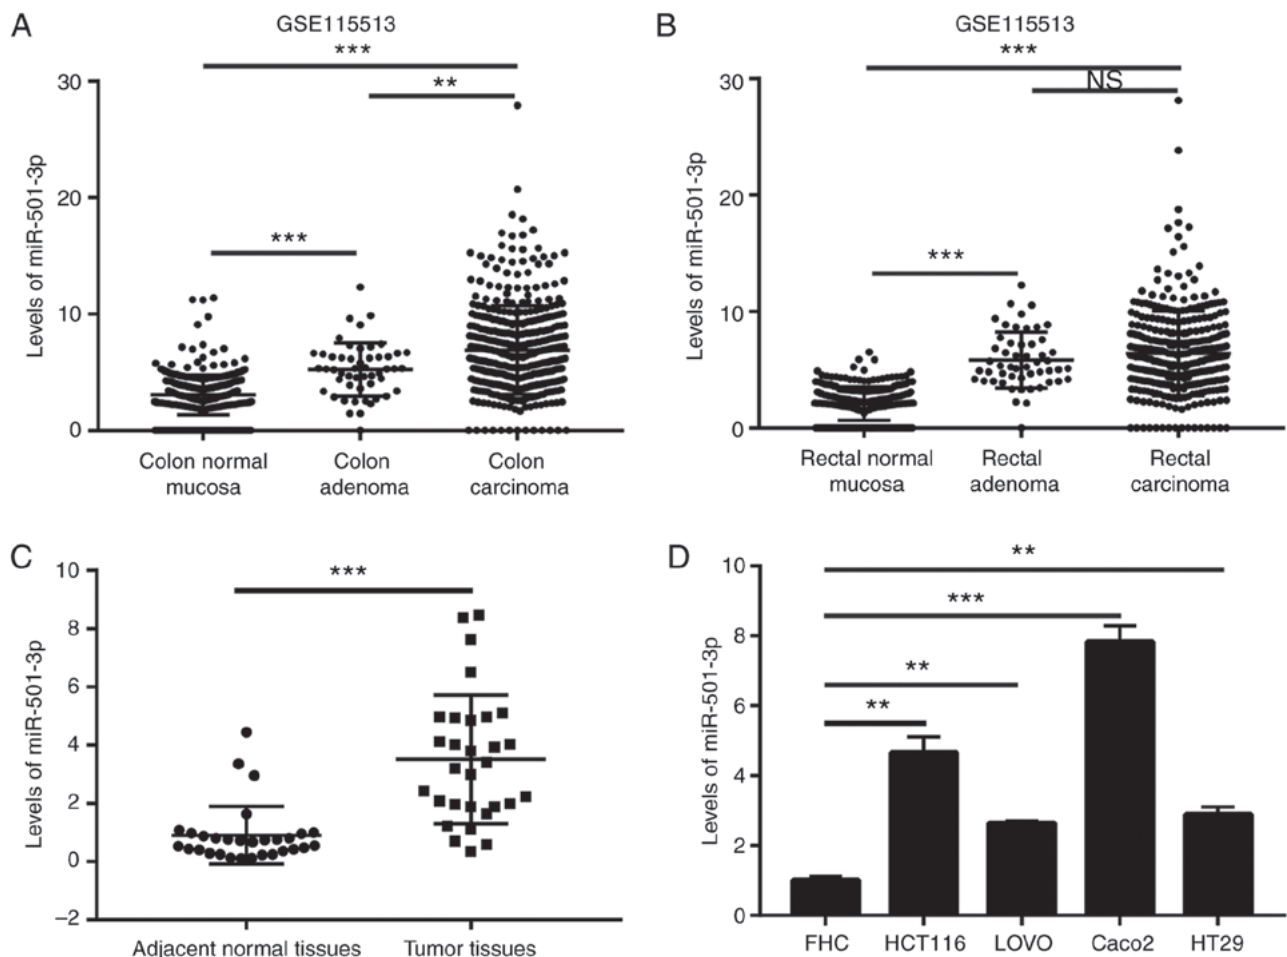 A
GSE115513
***
**
***
Levels of miR-501-3p
30
20
10
0
Colon normal mucosa
Colon adenoma
Colon carcinoma
B
GSE115513
***
NS
***
Levels of miR-501-3p
30
20
10
0
Rectal normal mucosa
Rectal adenoma
Rectal carcinoma
C
***
Levels of miR-501-3p
10
8
6
4
2
0
−2
Adjacent normal tissues
Tumor tissues
D
**
***
**
**
Levels of miR-501-3p
10
8
6
4
2
0
FHC
HCT116
LOVO
Caco2
HT29